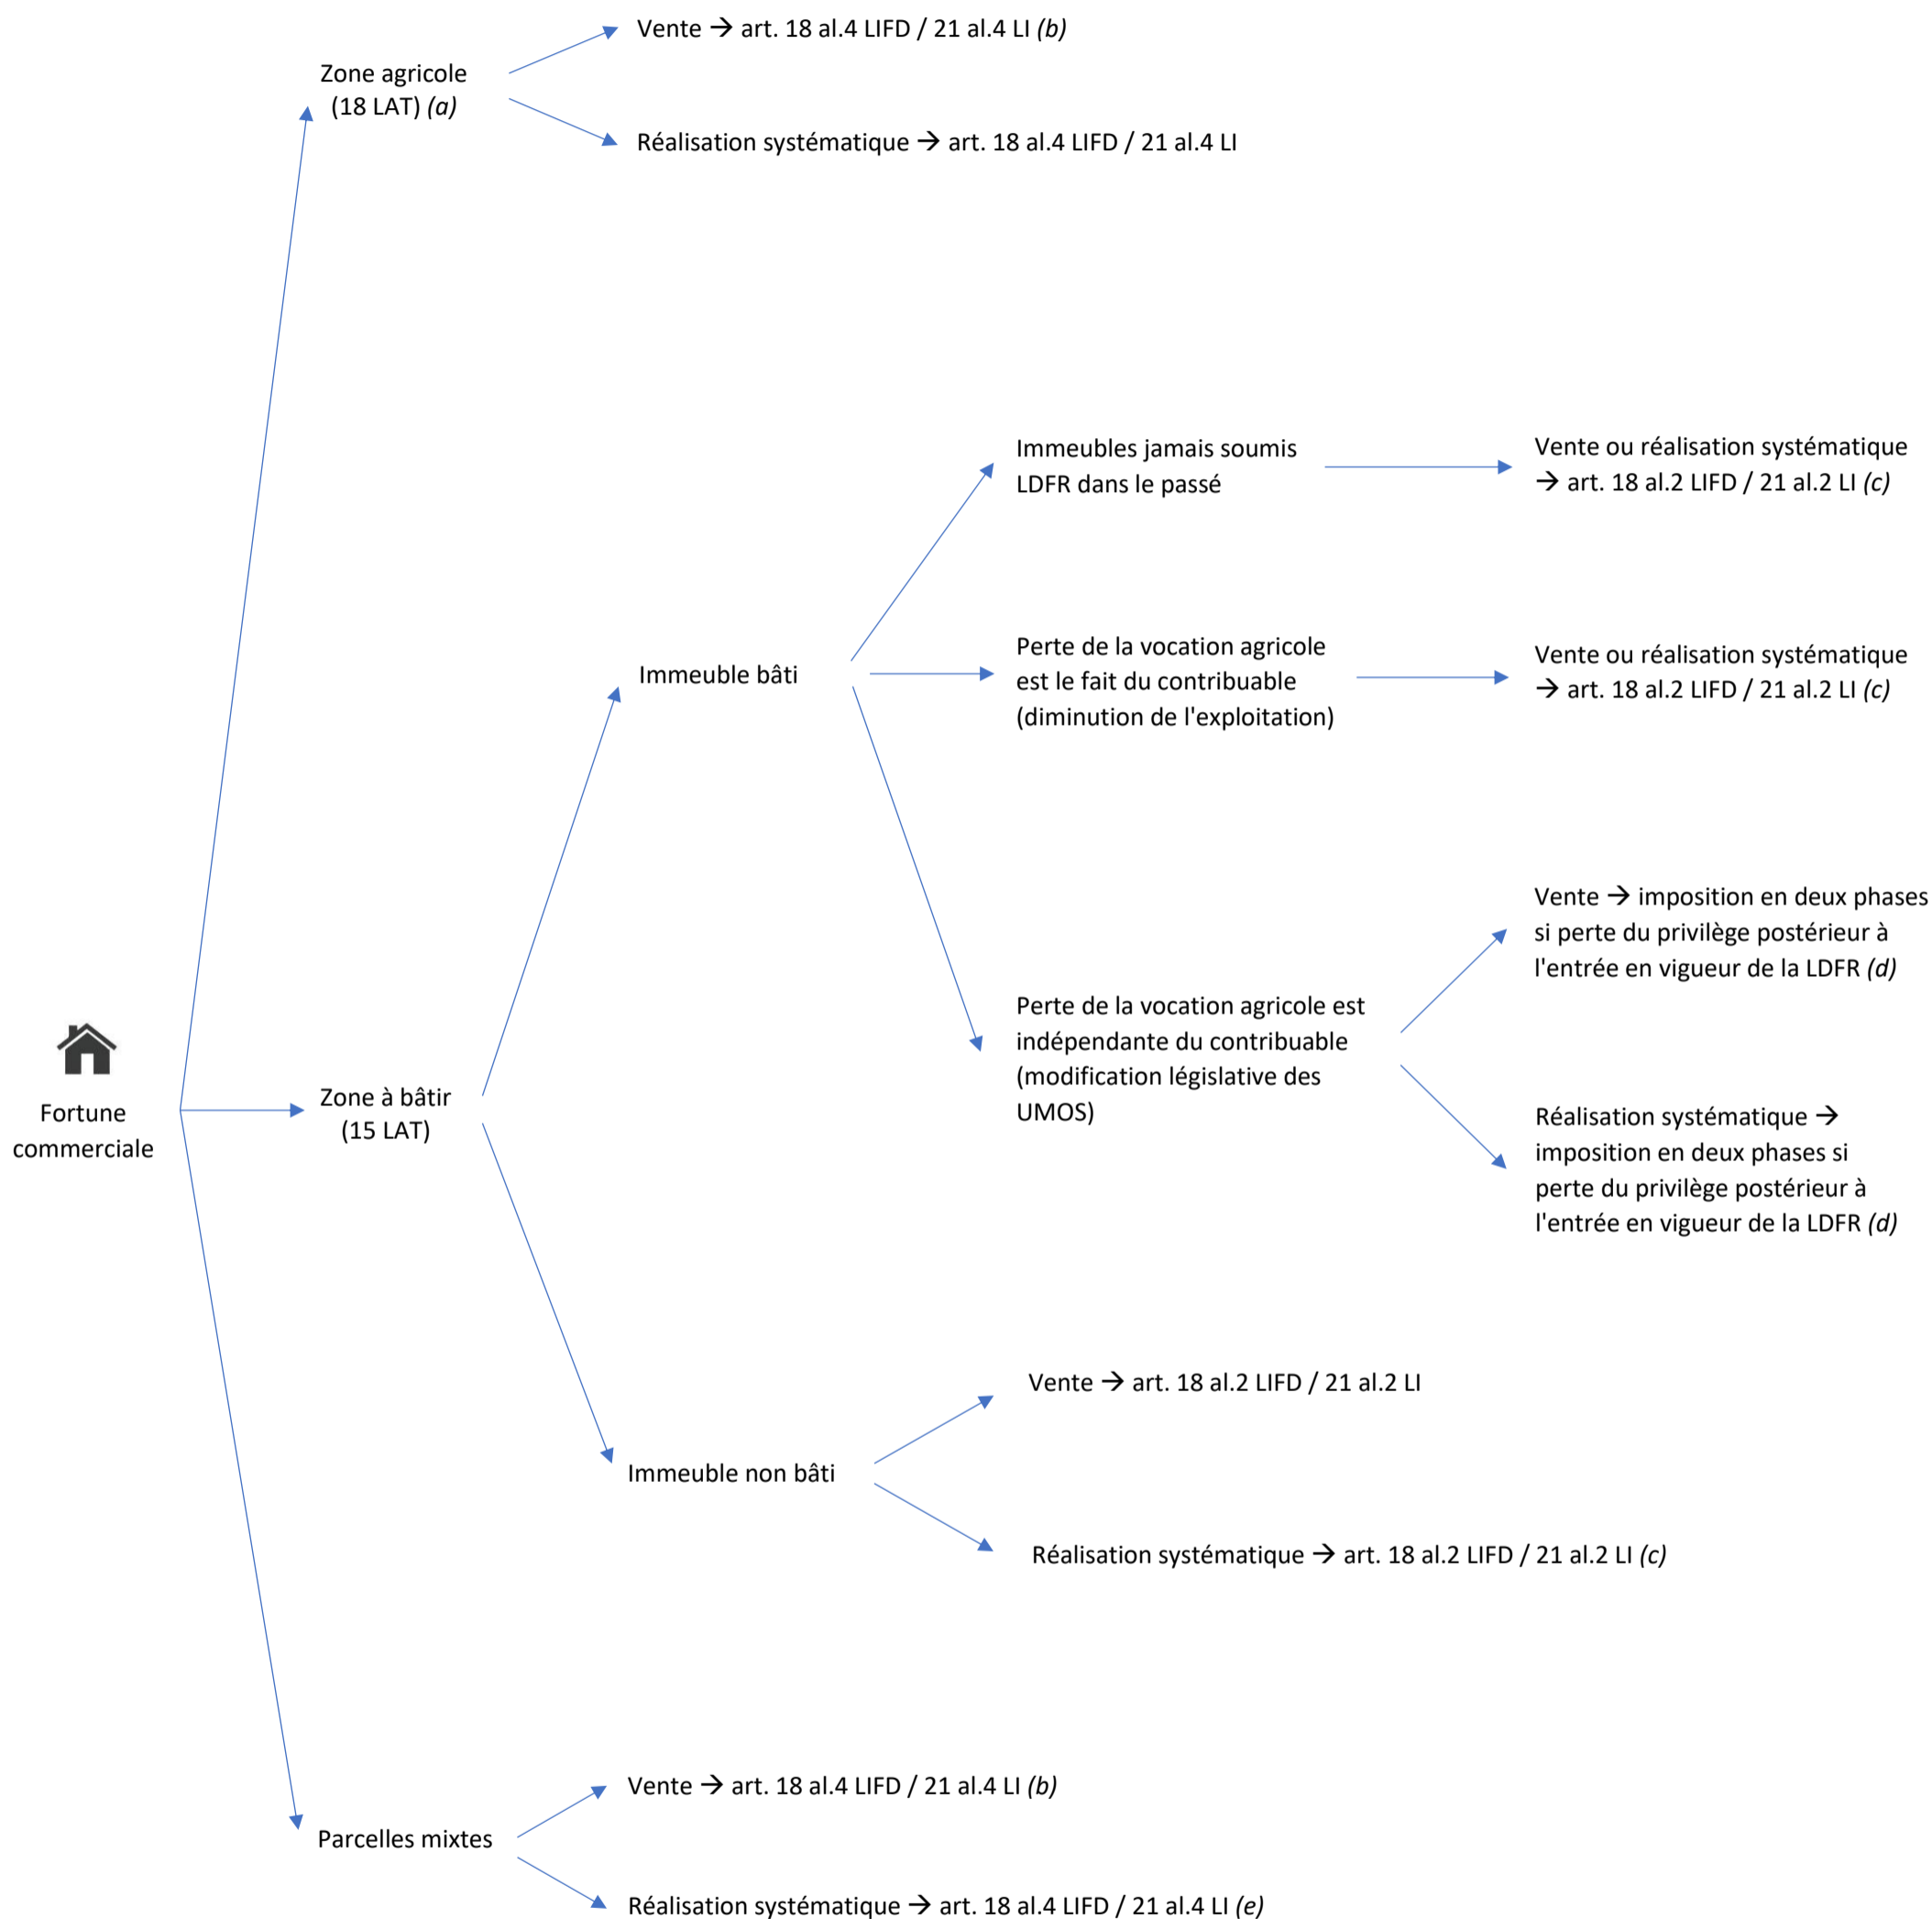 Vente → art. 18 al.4 LIFD / 21 al.4 LI (b)
Zone agricole
(18 LAT) (a)
Réalisation systématique → art. 18 al.4 LIFD / 21 al.4 LI
Immeubles jamais soumis
LDFR dans le passé
Vente ou réalisation systématique
→ art. 18 al.2 LIFD / 21 al.2 LI (c)
Immeuble bâti
Perte de la vocation agricole
est le fait du contribuable
(diminution de l'exploitation)
Vente ou réalisation systématique
→ art. 18 al.2 LIFD / 21 al.2 LI (c)
Vente → imposition en deux phases
si perte du privilège postérieur à
l'entrée en vigueur de la LDFR (d)
Perte de la vocation agricole est
indépendante du contribuable
(modification législative des
UMOS)
Réalisation systématique →
imposition en deux phases si
perte du privilège postérieur à
l'entrée en vigueur de la LDFR (d)
Fortune
commerciale
Zone à bâtir
(15 LAT)
Vente → art. 18 al.2 LIFD / 21 al.2 LI
Immeuble non bâti
Réalisation systématique → art. 18 al.2 LIFD / 21 al.2 LI (c)
Vente → art. 18 al.4 LIFD / 21 al.4 LI (b)
Parcelles mixtes
Réalisation systématique → art. 18 al.4 LIFD / 21 al.4 LI (e)